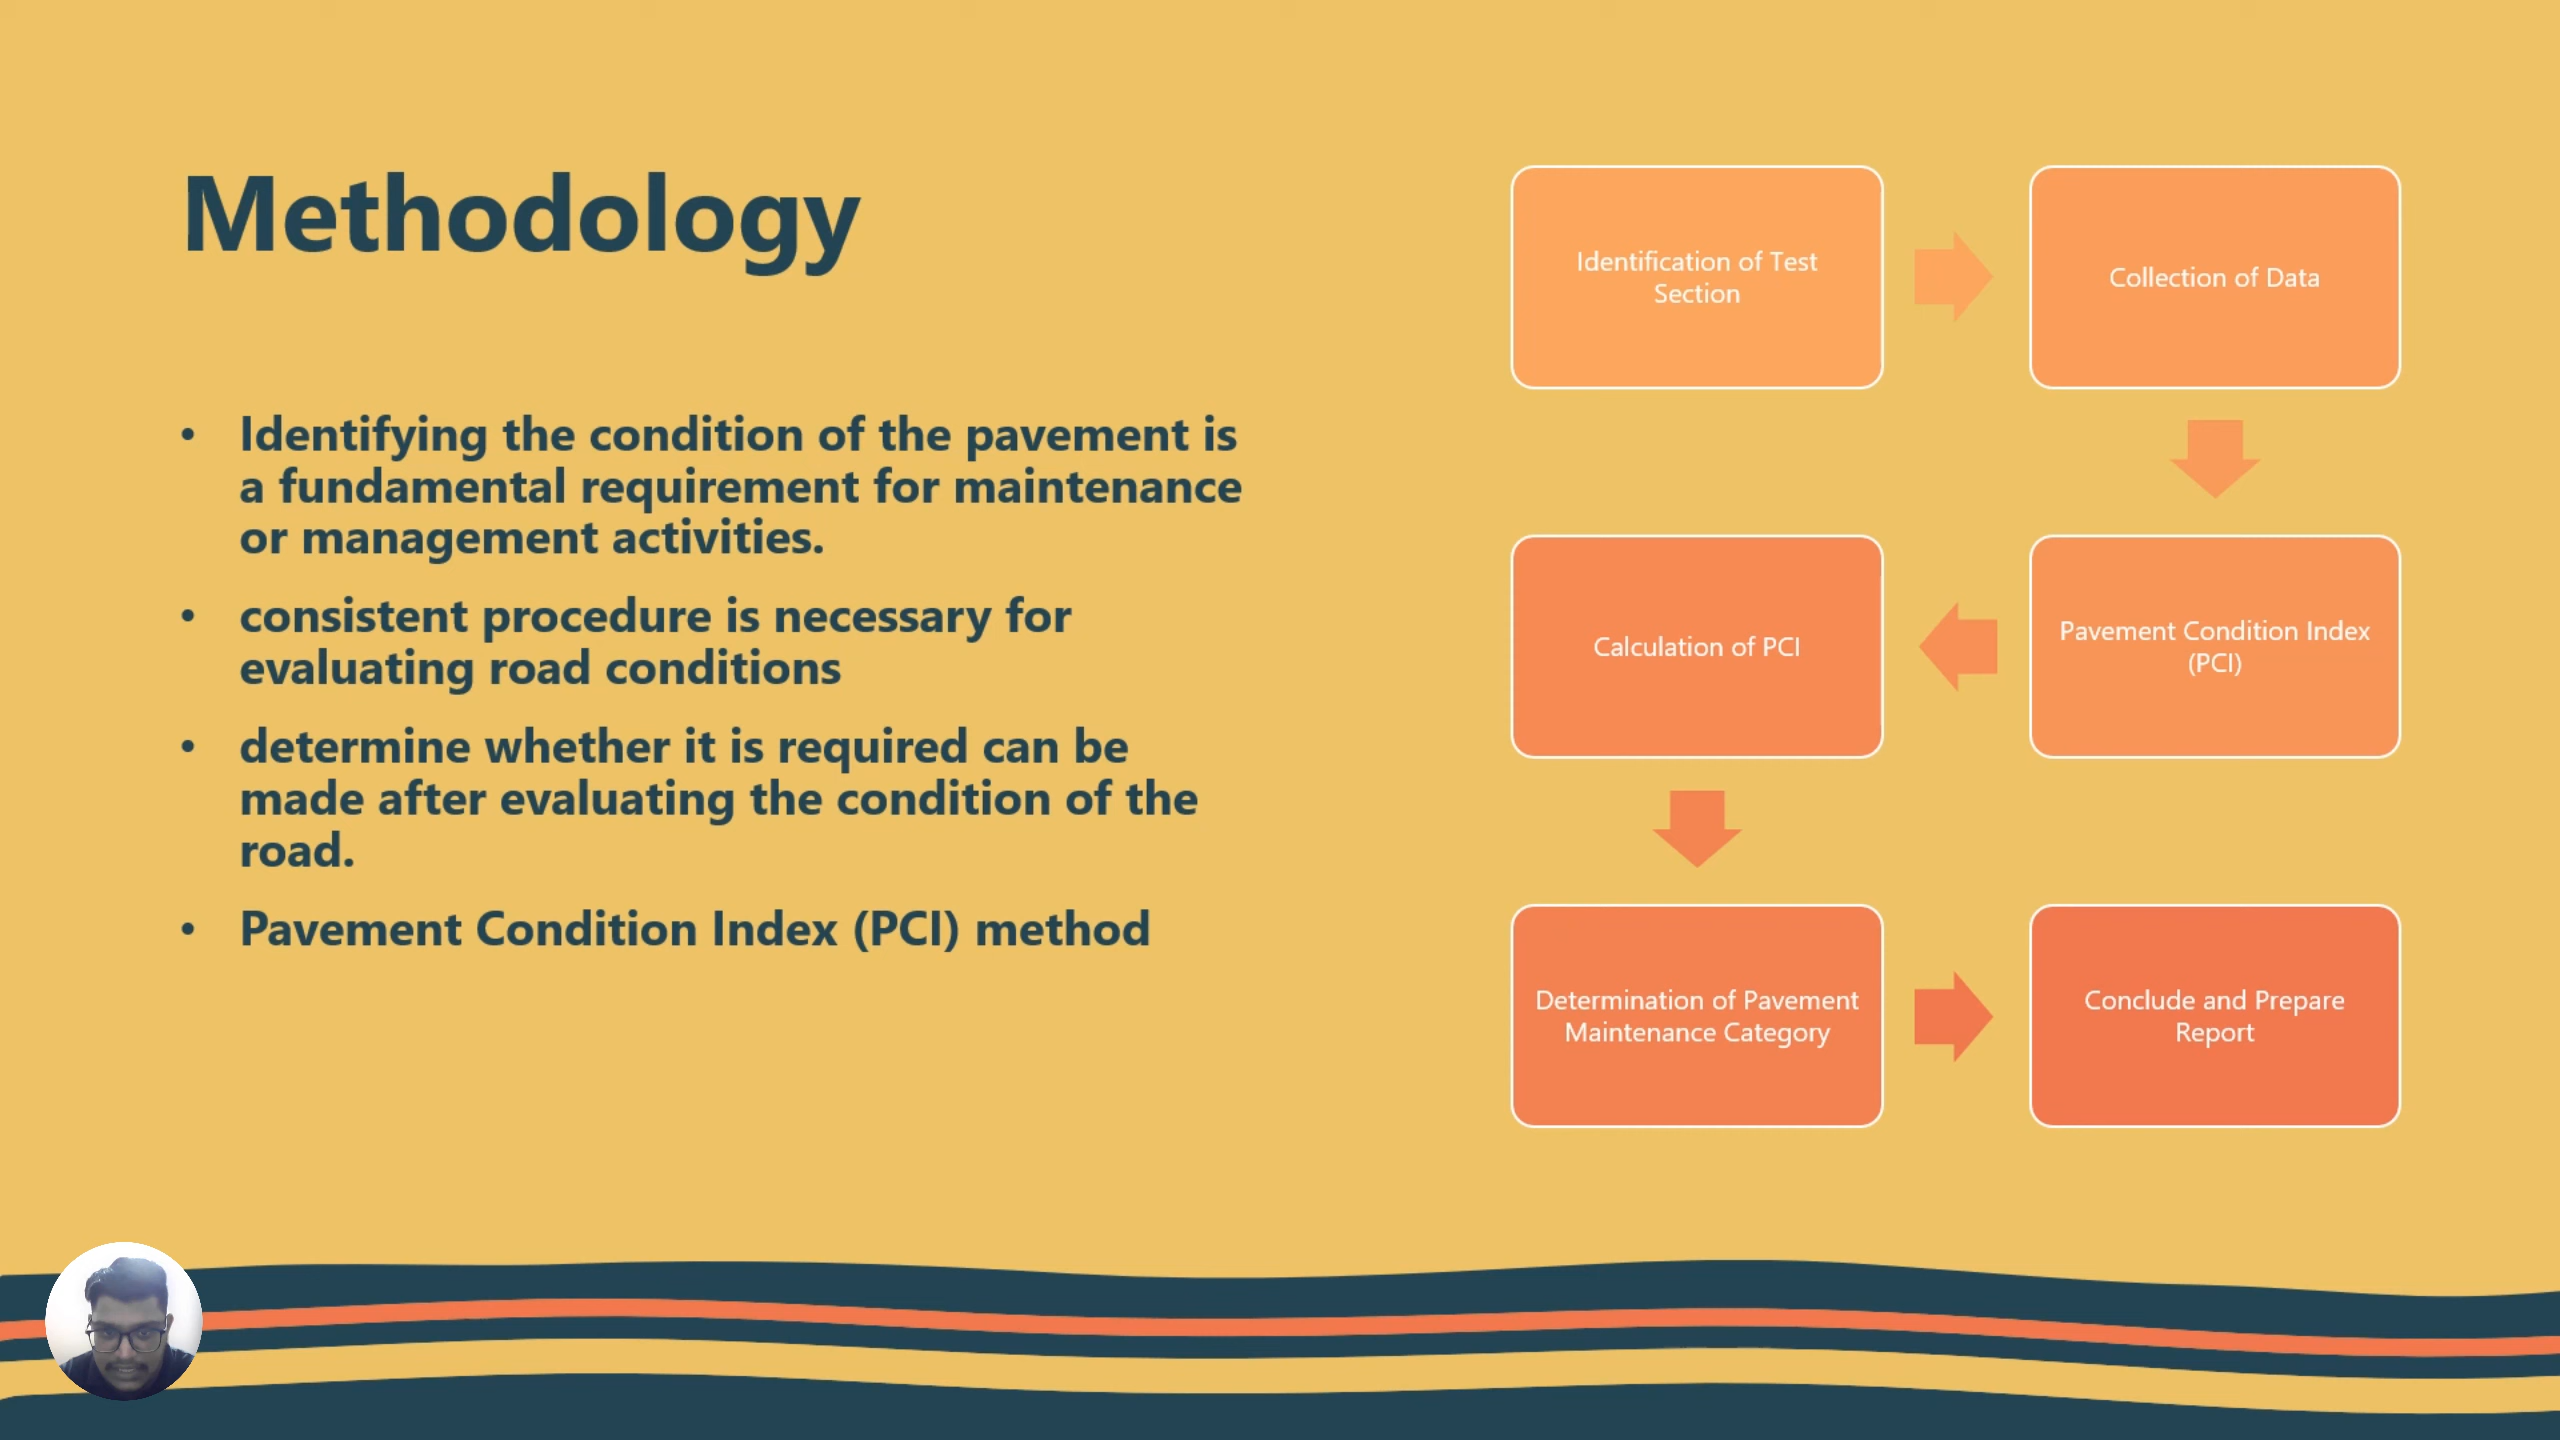 Methodology
• Identifying the condition of the pavement is
a fundamental requirement for maintenance
or management activities.
• consistent procedure is necessary for
evaluating road conditions
• determine whether it is required can be
made after evaluating the condition of the
road.
• Pavement Condition Index (PCI) method
Identification of Test
Section
Collection of Data
Pavement Condition Index
(PCI)
Calculation of PCI
Determination of Pavement
Maintenance Category
Conclude and Prepare
Report